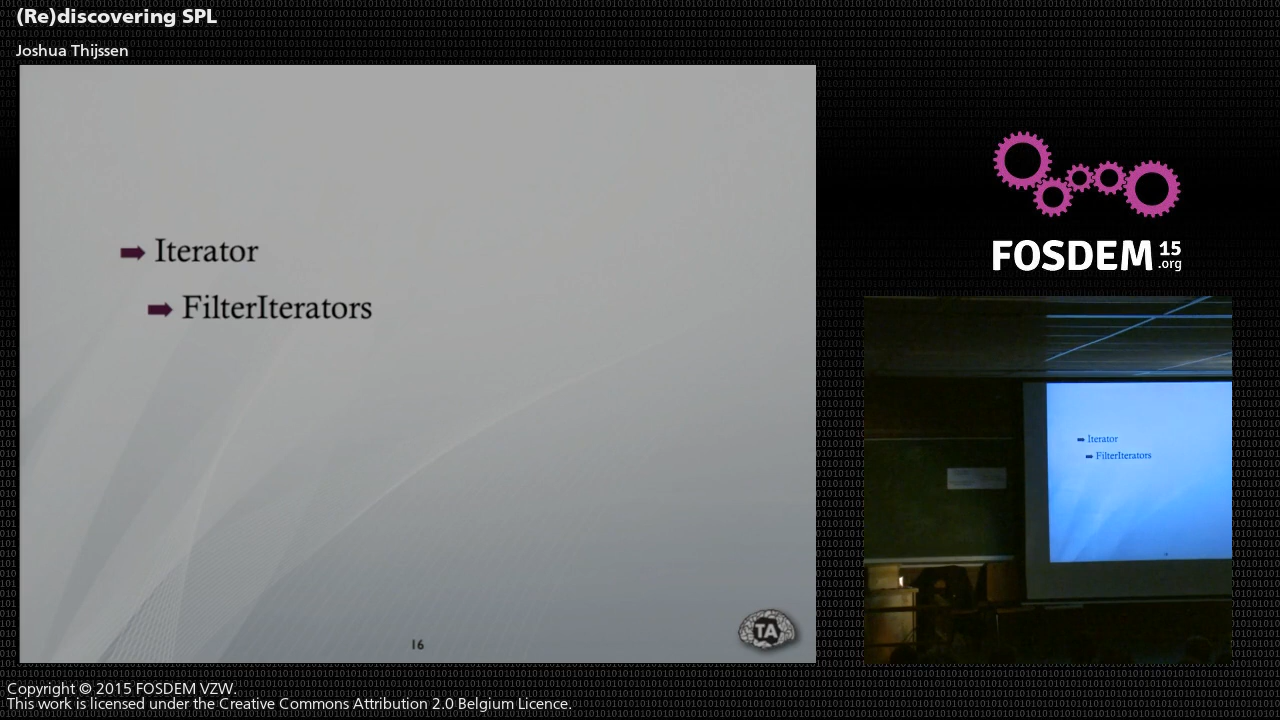 (Re)discovering SPL
Joshua Thijssen
➡ Iterator
➡ FilterIterators
16
TA
FOSDEM 15
.org
➡ Iterator
➡ FilterIterators
Copyright © 2015 FOSDEM VZW.
This work is licensed under the Creative Commons Attribution 2.0 Belgium Licence.